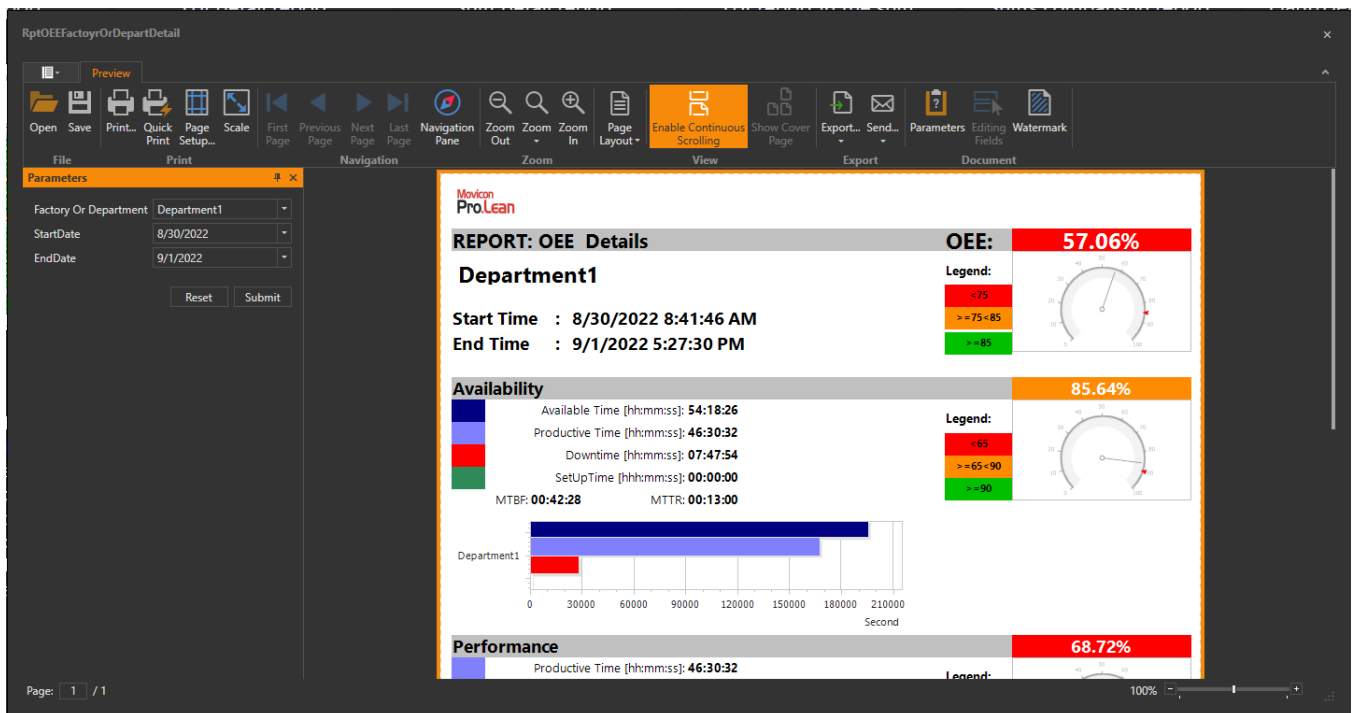 RptOEEFactoyrOrDepartDetail
Preview
Open Save Print... Quick Print Page Setup... Scale First Page Previous Page Next Page Last Page Navigation Pane Zoom Out Zoom Zoom In Page Layout Enable Continuous Scrolling Show Cover Page Export... Send... Parameters Editing Fields Watermark
File Print Navigation Zoom View Export Document
Parameters
Factory Or Department Department1
StartDate 8/30/2022
EndDate 9/1/2022
Reset Submit
Movicon
Pro.Lean
REPORT: OEE Details OEE: 57.06%
Department1
Legend:
<75
>=75<85
>=85
Start Time : 8/30/2022 8:41:46 AM
End Time : 9/1/2022 5:27:30 PM
Availability 85.64%
Available Time [hh:mm:ss]: 54:18:26
Productive Time [hh:mm:ss]: 46:30:32
Downtime [hh:mm:ss]: 07:47:54
SetUpTime [hhh:mm:ss]: 00:00:00
MTBF: 00:42:28 MTTR: 00:13:00
Legend:
<65
>=65<90
>=90
Department1
0 30000 60000 90000 120000 150000 180000 210000
Second
Performance 68.72%
Productive Time [hh:mm:ss]: 46:30:32
Legend:
Page: 1 / 1
100%